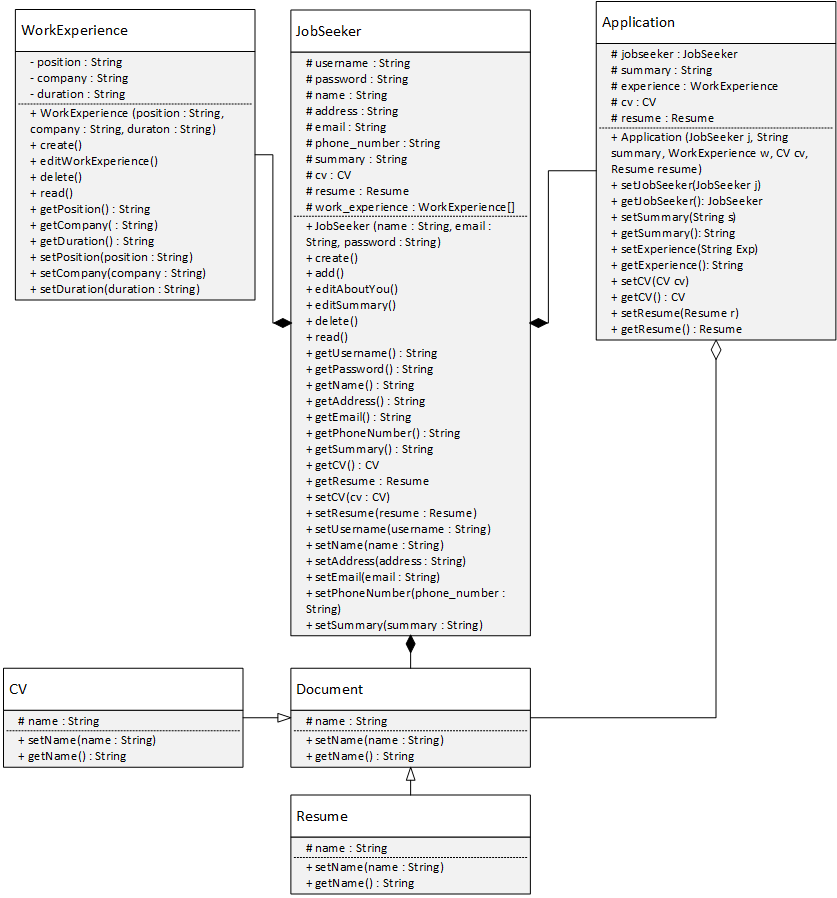 WorkExperience
- position : String
- company : String
- duration : String
+ WorkExperience (position : String,
company : String, duraton : String)
+ create()
+ editWorkExperience()
+ delete()
+ read()
+ getPosition() : String
+ getCompany( : String)
+ getDuration() : String
+ setPosition(position : String)
+ setCompany(company : String)
+ setDuration(duration : String)
JobSeeker
# username : String
# password : String
# name : String
# address : String
# email : String
# phone_number : String
# summary : String
# cv : CV
# resume : Resume
# work_experience : WorkExperience[]
+ JobSeeker (name : String, email :
String, password : String)
+ create()
+ add()
+ editAboutYou()
+ editSummary()
+ delete()
+ read()
+ getUsername() : String
+ getPassword() : String
+ getName() : String
+ getAddress() : String
+ getEmail() : String
+ getPhoneNumber() : String
+ getSummary() : String
+ getCV() : CV
+ getResume : Resume
+ setCV(cv : CV)
+ setResume(resume : Resume)
+ setUsername(username : String)
+ setName(name : String)
+ setAddress(address : String)
+ setEmail(email : String)
+ setPhoneNumber(phone_number :
String)
+ setSummary(summary : String)
Application
# jobseeker : JobSeeker
# summary : String
# experience : WorkExperience
# cv : CV
# resume : Resume
+ Application (JobSeeker j, String
summary, WorkExperience w, CV cv,
Resume resume)
+ setJobSeeker(JobSeeker j)
+ getJobSeeker(): JobSeeker
+ setSummary(String s)
+ getSummary(): String
+ setExperience(String Exp)
+ getExperience(): String
+ setCV(CV cv)
+ getCV() : CV
+ setResume(Resume r)
+ getResume() : Resume
CV
# name : String
+ setName(name : String)
+ getName() : String
Document
# name : String
+ setName(name : String)
+ getName() : String
Resume
# name : String
+ setName(name : String)
+ getName() : String